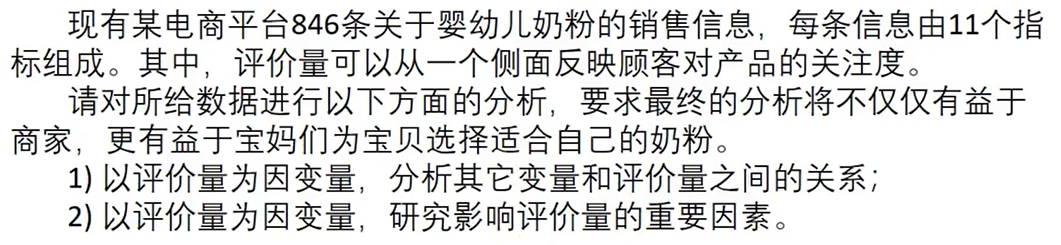 现有某电商平台846条关于婴幼儿奶粉的销售信息，每条信息由11个指
标组成。其中，评价量可以从一个侧面反映顾客对产品的关注度。
请对所给数据进行以下方面的分析，要求最终的分析将不仅仅有益于
商家，更有益于宝妈们为宝贝选择适合自己的奶粉。
1) 以评价量为因变量，分析其它变量和评价量之间的关系；
2) 以评价量为因变量，研究影响评价量的重要因素。